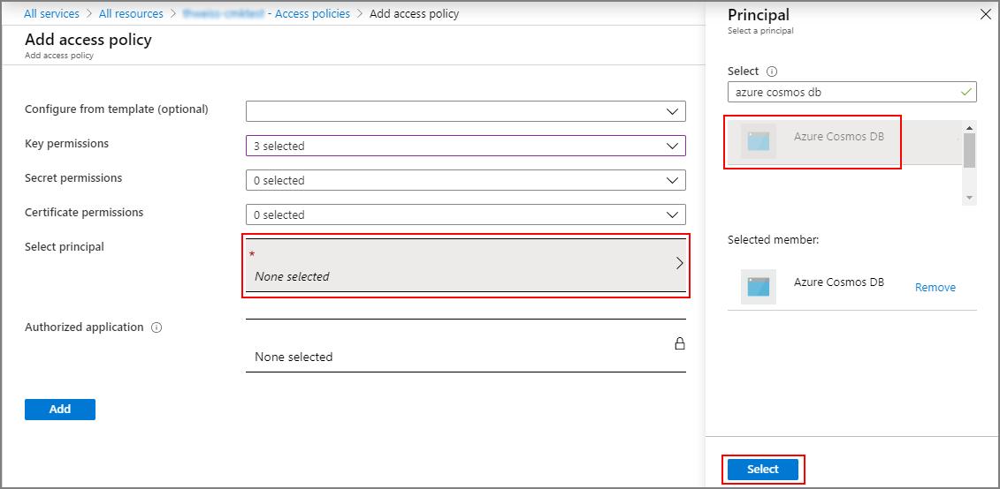 All services > All resources > - Access policies > Add access policy
Add access policy
Add access policy
Configure from template (optional)
Key permissions
3 selected
Secret permissions
0 selected
Certificate permissions
0 selected
Select principal
*
None selected
Authorized application
None selected
Add
Principal
Select a principal
Select
azure cosmos db
Azure Cosmos DB
Selected member:
Azure Cosmos DB
Remove
Select